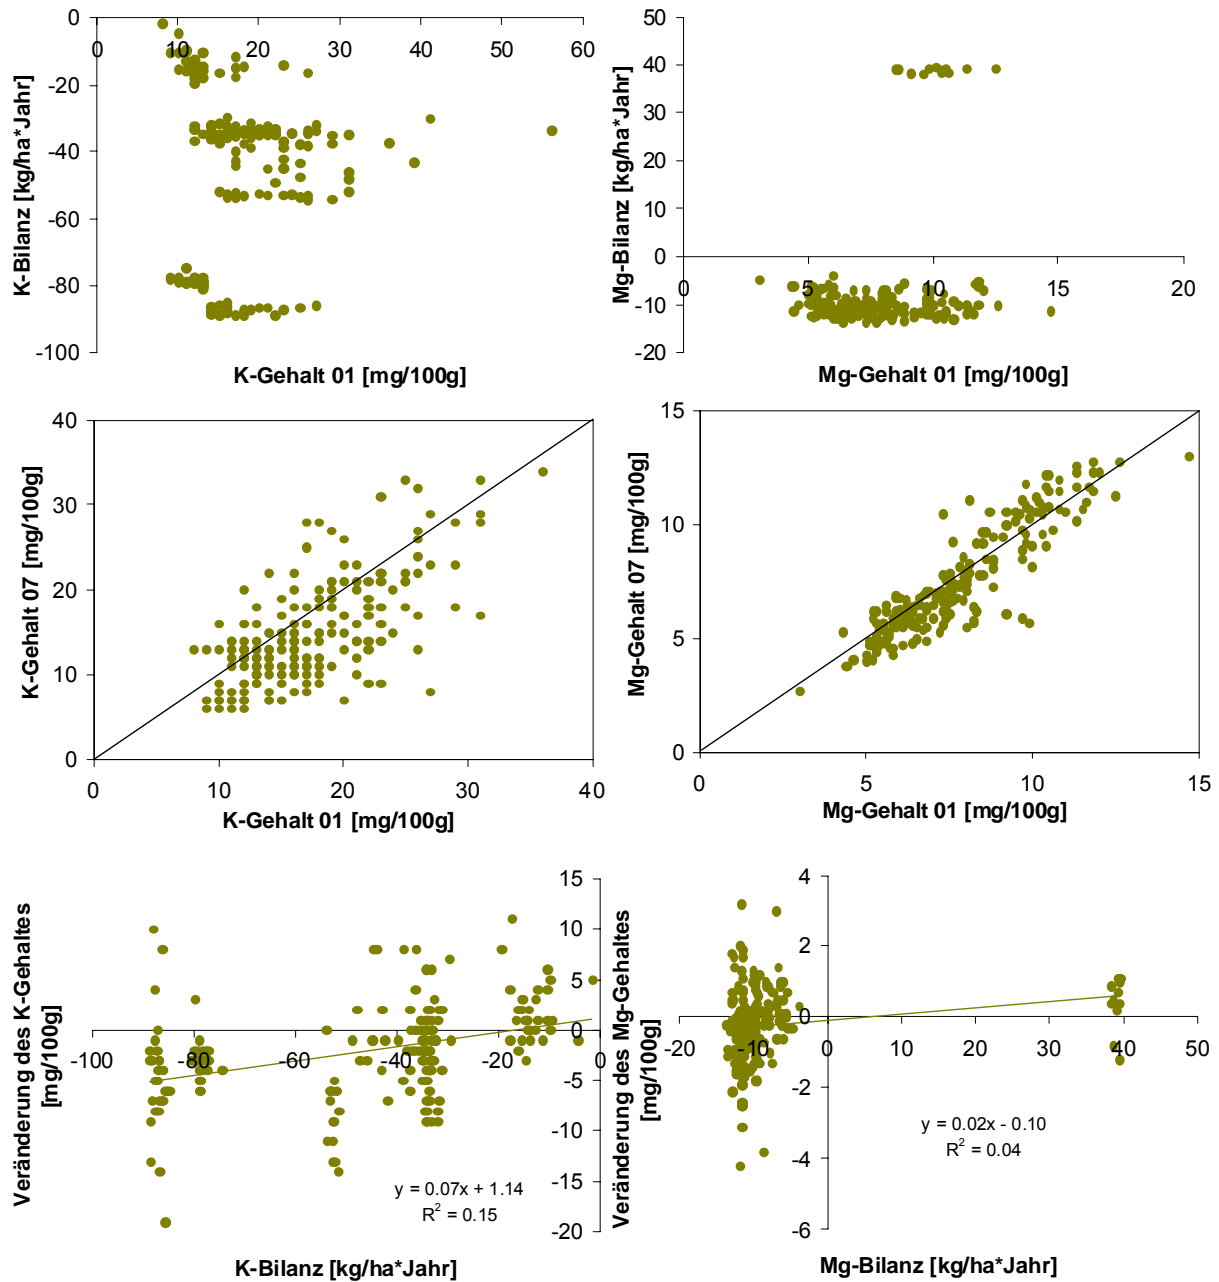 0
-20
-40
-60
-80
-100
0 10 20 30 40 50 60
K-Bilanz [kg/ha*Jahr]
K-Gehalt 01 [mg/100g]
50
40
30
20
10
0
-10
-20
0 5 10 15 20
Mg-Bilanz [kg/ha*Jahr]
Mg-Gehalt 01 [mg/100g]
40
30
20
10
0
0 10 20 30 40
K-Gehalt 07 [mg/100g]
K-Gehalt 01 [mg/100g]
15
10
5
0
0 5 10 15
Mg-Gehalt 07 [mg/100g]
Mg-Gehalt 01 [mg/100g]
15
10
5
0
-5
-10
-15
-20
-100 -80 -60 -40 -20 0
Veränderung des K-Gehaltes
[mg/100g]
y = 0.07x + 1.14
R² = 0.15
K-Bilanz [kg/ha*Jahr]
4
2
0
-2
-4
-6
-20 -10 0 10 20 30 40 50
Veränderung des Mg-Gehaltes
[mg/100g]
y = 0.02x - 0.10
R² = 0.04
Mg-Bilanz [kg/ha*Jahr]